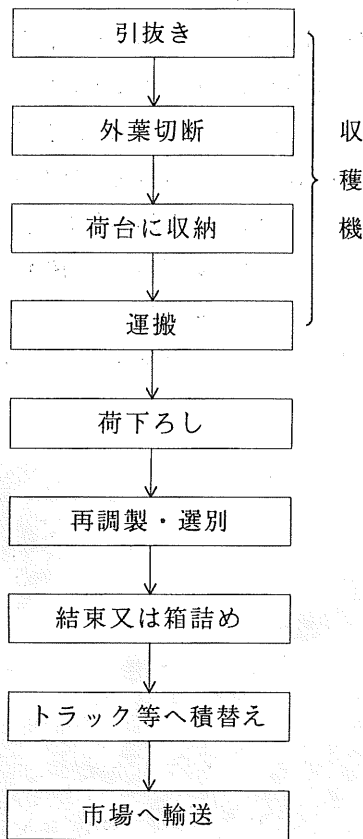 引抜き
外葉切断
荷台に収納
運搬
収穫機
荷下ろし
再調製・選別
結束又は箱詰め
トラック等へ積替え
市場へ輸送